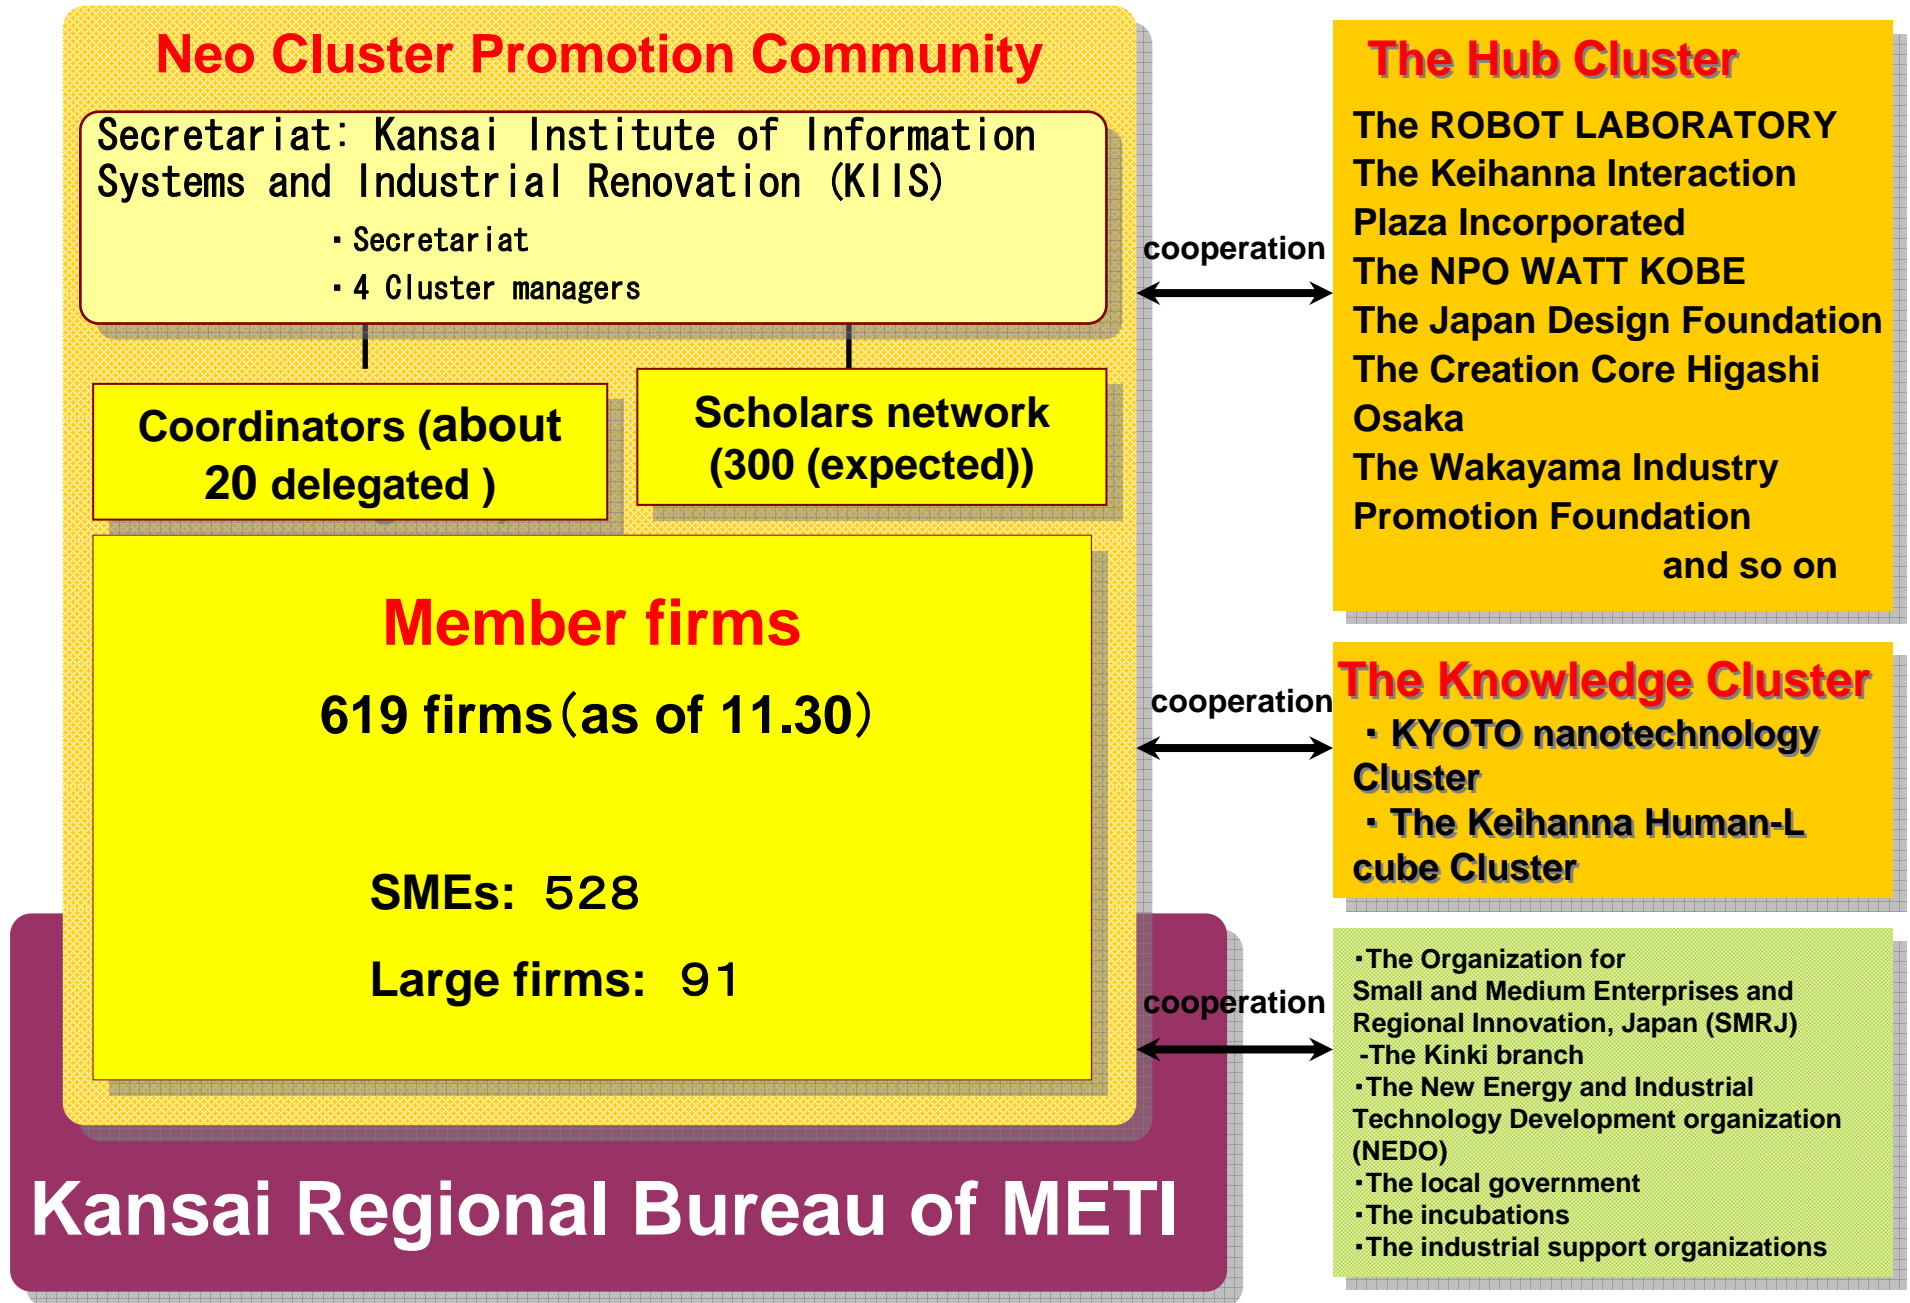 Neo Cluster Promotion Community
Secretariat: Kansai Institute of Information
Systems and Industrial Renovation (KIIS)
・Secretariat
・4 Cluster managers
Coordinators (about
20 delegated )
Scholars network
(300 (expected))
Member firms
619 firms（as of 11.30）
SMEs: ５２８
Large firms: ９１
Kansai Regional Bureau of METI
cooperation
cooperation
cooperation
The Hub Cluster
The ROBOT LABORATORY
The Keihanna Interaction
Plaza Incorporated
The NPO WATT KOBE
The Japan Design Foundation
The Creation Core Higashi
Osaka
The Wakayama Industry
Promotion Foundation
and so on
The Knowledge Cluster
・KYOTO nanotechnology
Cluster
・The Keihanna Human-L
cube Cluster
・The Organization for
Small and Medium Enterprises and
Regional Innovation, Japan (SMRJ)
-The Kinki branch
・The New Energy and Industrial
Technology Development organization
(NEDO)
・The local government
・The incubations
・The industrial support organizations